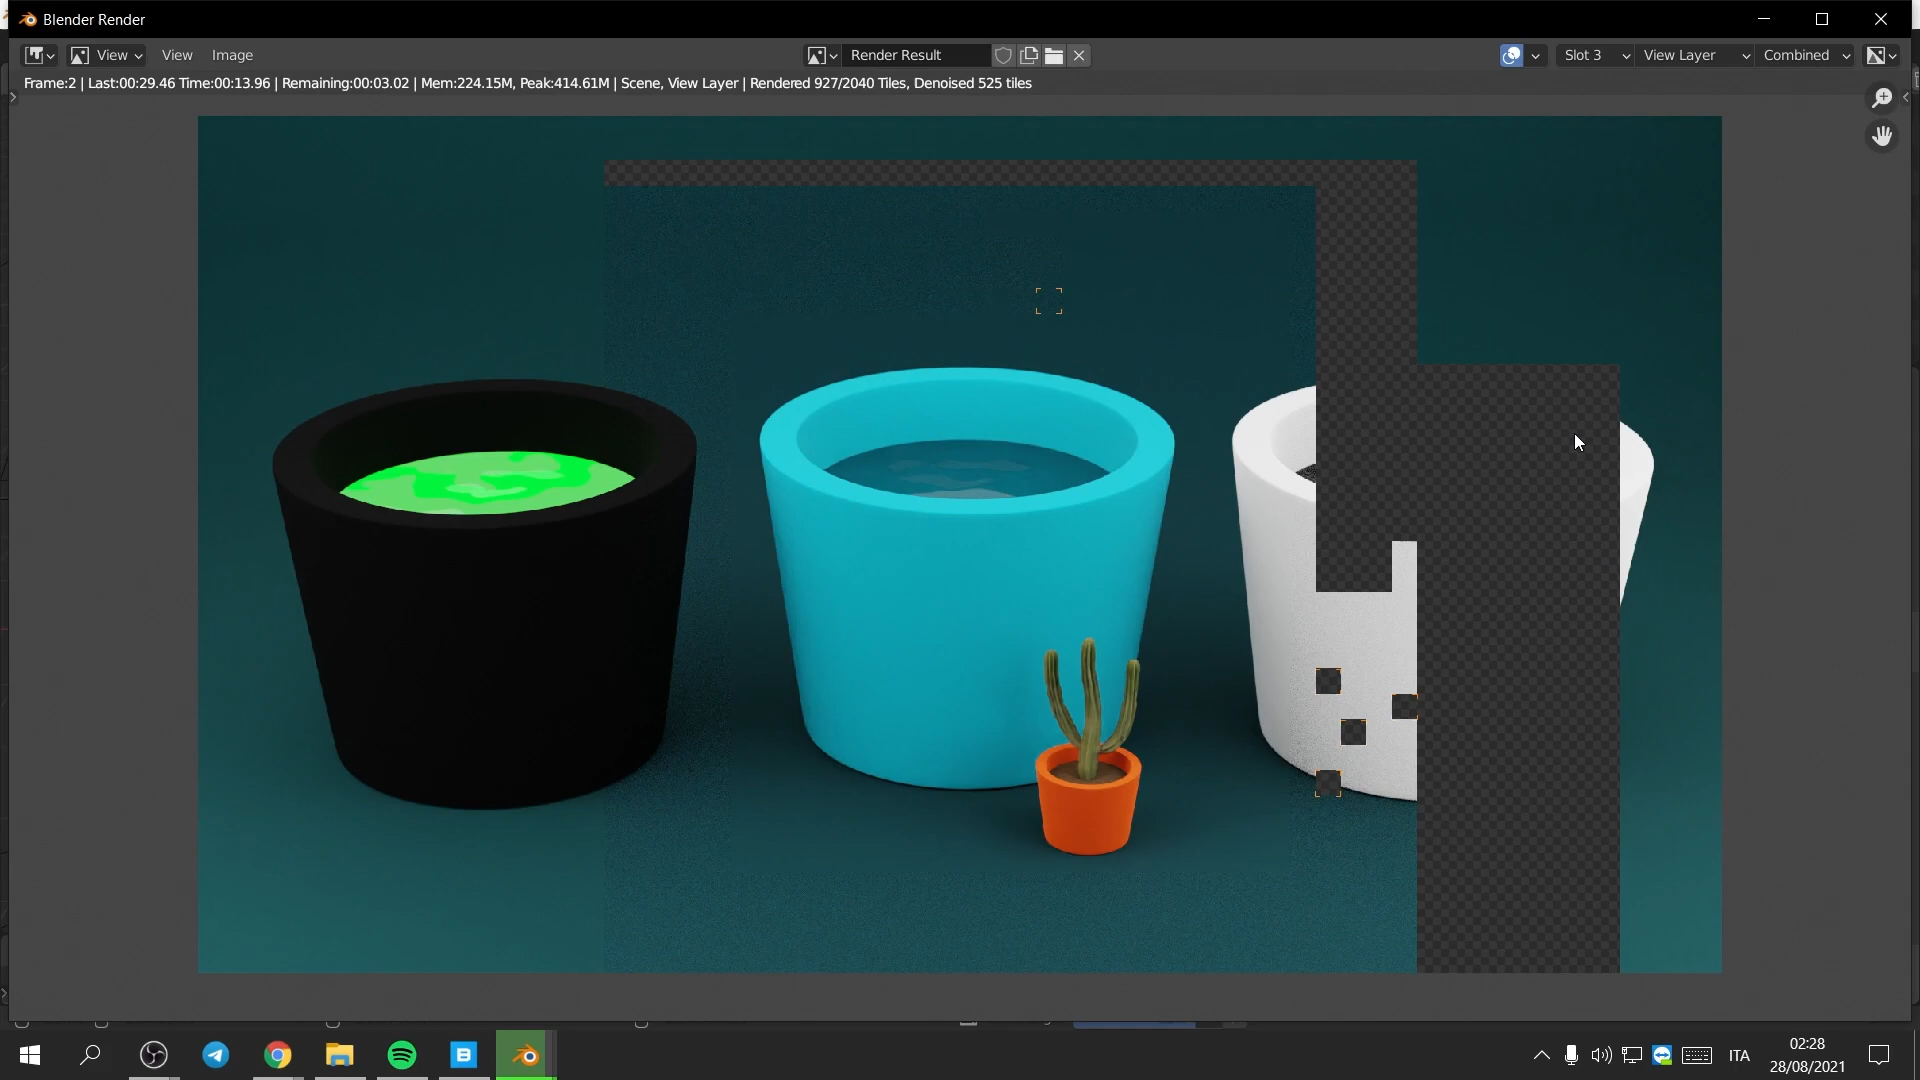 Blender Render
View View Image Render Result Slot 3 View Layer Combined
Frame:2 | Last:00:29.46 Time:00:13.96 | Remaining:00:03.02 | Mem:224.15M, Peak:414.61M | Scene, View Layer | Rendered 927/2040 Tiles, Denoised 525 tiles
B ITA 02:28
28/08/2021